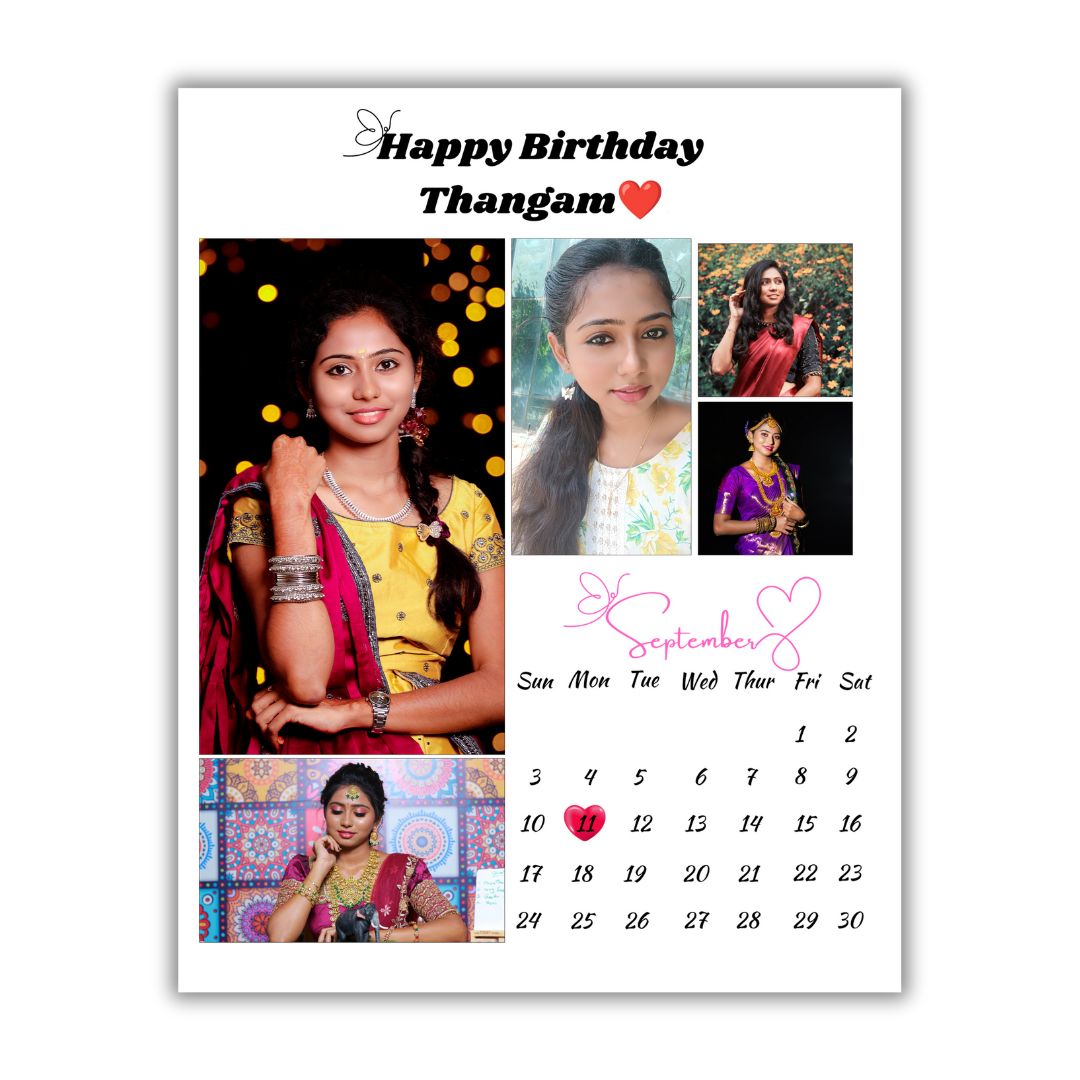 Happy Birthday
Thangam❤️
September
Sun Mon Tue Wed Thur Fri Sat
1 2
3 4 5 6 7 8 9
10 11 12 13 14 15 16
17 18 19 20 21 22 23
24 25 26 27 28 29 30